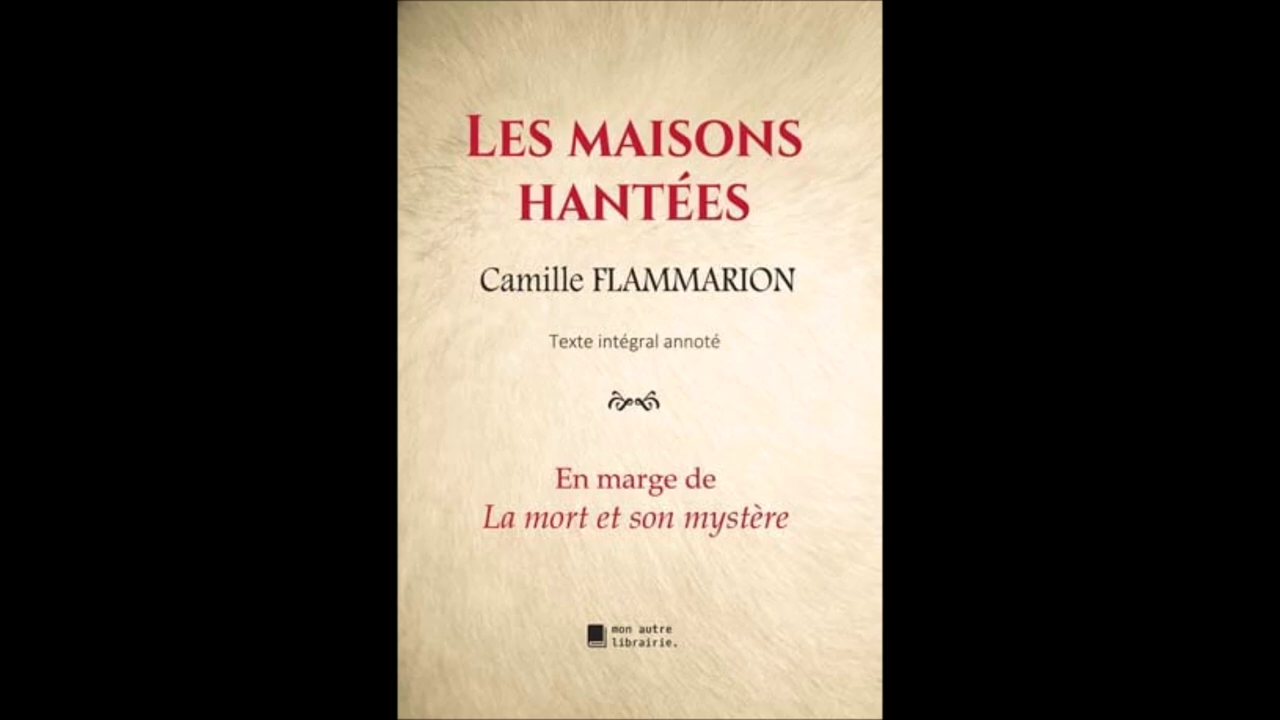 LES MAISONS
HANTÉES
Camille FLAMMARION
Texte intégral annoté
En marge de
La mort et son mystère
mon autre
librairie.